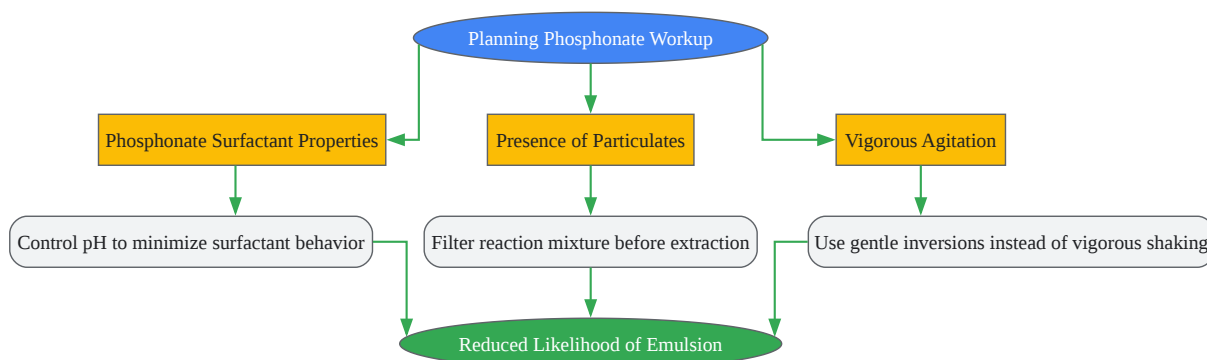 Planning Phosphonate Workup
Phosphonate Surfactant Properties
Presence of Particulates
Vigorous Agitation
Control pH to minimize surfactant behavior
Filter reaction mixture before extraction
Use gentle inversions instead of vigorous shaking
Reduced Likelihood of Emulsion